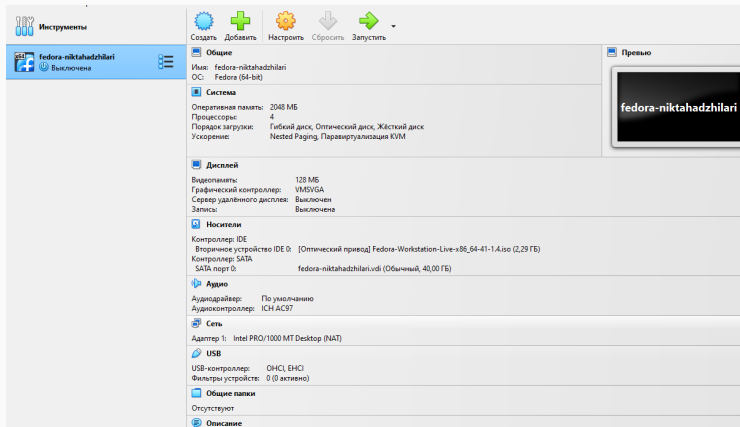 Инструменты
Создать Добавить Настроить Сбросить Запустить
x64
fedora-niktahadzhilari
Выключена
Общие
Имя: fedora-niktahadzhilari
ОС: Fedora (64-bit)
Превью
fedora-niktahadzhilari
Система
Оперативная память: 2048 МБ
Процессоры: 4
Порядок загрузки: Гибкий диск, Оптический диск, Жёсткий диск
Ускорение: Nested Paging, Паравиртуализация KVM
Дисплей
Видеопамять: 128 МБ
Графический контроллер: VMSVGA
Сервер удалённого дисплея: Выключен
Запись: Выключена
Носители
Контроллер: IDE
Вторичное устройство IDE 0: [Оптический привод] Fedora-Workstation-Live-x86_64-41-1.4.iso (2,29 ГБ)
Контроллер: SATA
SATA порт 0: fedora-niktahadzhilari.vdi (Обычный, 40,00 ГБ)
Аудио
Аудиодрайвер: По умолчанию
Аудиоконтроллер: ICH AC97
Сеть
Адаптер 1: Intel PRO/1000 MT Desktop (NAT)
USB
USB-контроллер: OHCI, EHCI
Фильтры устройств: 0 (0 активно)
Общие папки
Отсутствуют
Описание